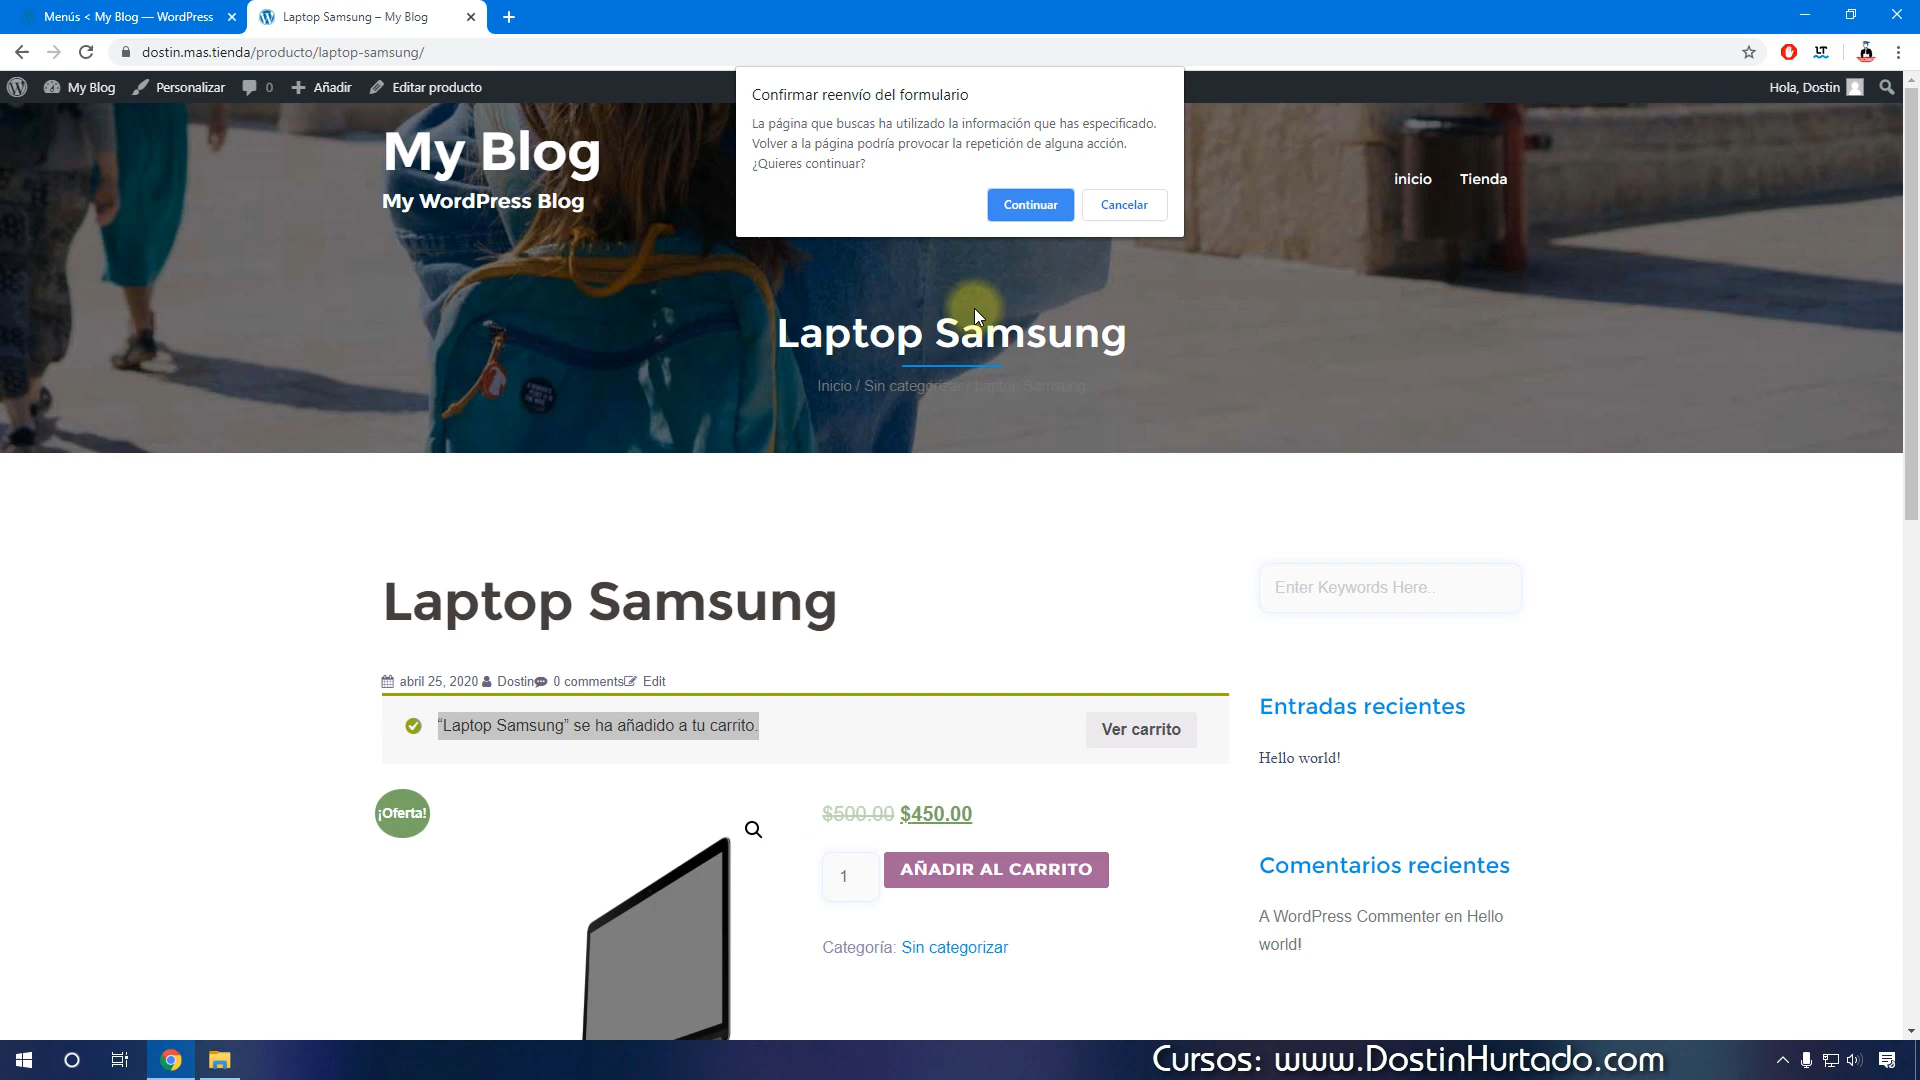 Menús < My Blog — WordPress
Laptop Samsung – My Blog
dostin.mas.tienda/producto/laptop-samsung/
My Blog
Personalizar
0
Añadir
Editar producto
Hola, Dostin
Confirmar reenvío del formulario
La página que buscas ha utilizado la información que has especificado.
Volver a la página podría provocar la repetición de alguna acción.
¿Quieres continuar?
Continuar
Cancelar
My Blog
My WordPress Blog
inicio
Tienda
Laptop Samsung
Inicio / Sin categorizar / Laptop Samsung
Laptop Samsung
abril 25, 2020 Dostin 0 comments Edit
“Laptop Samsung” se ha añadido a tu carrito.
Ver carrito
¡Oferta!
$500.00 $450.00
1
AÑADIR AL CARRITO
Categoría: Sin categorizar
Enter Keywords Here..
Entradas recientes
Hello world!
Comentarios recientes
A WordPress Commenter en Hello
world!
Cursos: www.DostinHurtado.com